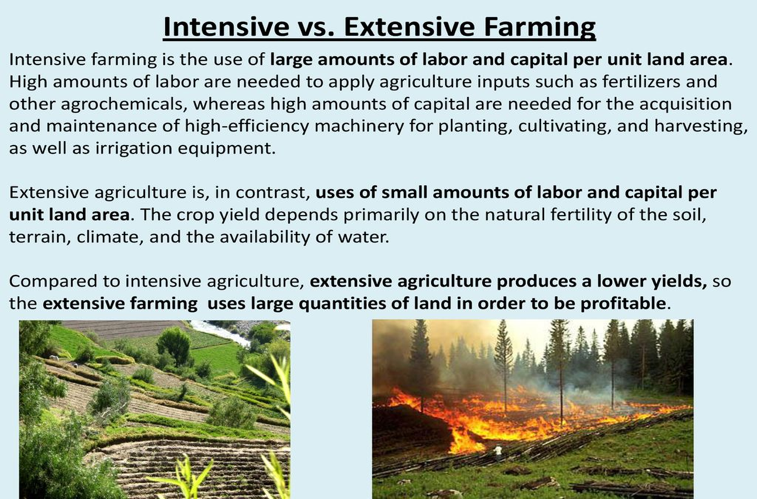 Intensive vs. Extensive Farming
Intensive farming is the use of large amounts of labor and capital per unit land area.
High amounts of labor are needed to apply agriculture inputs such as fertilizers and
other agrochemicals, whereas high amounts of capital are needed for the acquisition
and maintenance of high-efficiency machinery for planting, cultivating, and harvesting,
as well as irrigation equipment.
Extensive agriculture is, in contrast, uses of small amounts of labor and capital per
unit land area. The crop yield depends primarily on the natural fertility of the soil,
terrain, climate, and the availability of water.
Compared to intensive agriculture, extensive agriculture produces a lower yields, so
the extensive farming uses large quantities of land in order to be profitable.